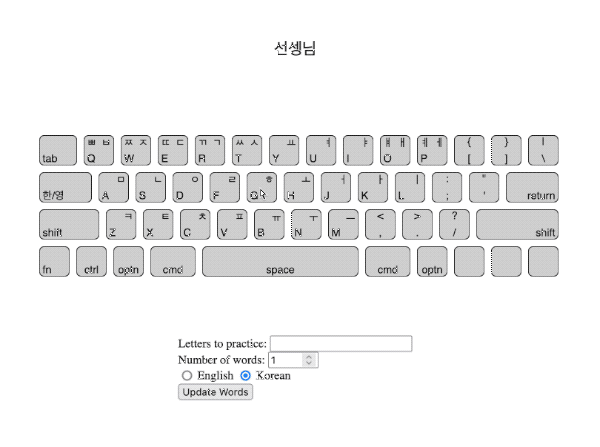 선셍님
ㅃ ㅂ ㅉ ㅈ ㄸ ㄷ ㄲ ㄱ ㅆ ㅅ ㅛ ㅕ ㅑ ㅒ ㅐ ㅖ ㅔ { } |
tab Q W E R T Y U I O P [ ] \
ㅁ ㄴ ㅇ ㄹ ㅎ ㅗ ㅓ ㅏ ㅣ : "
한/영 A S D F G H J K L ; ' return
ㅋ ㅌ ㅊ ㅍ ㅠ ㅜ ㅡ < > ?
shift Z X C V B N M , . / shift
fn ctrl optn cmd space cmd optn
Letters to practice:
Number of words: 1
English Korean
Update Words